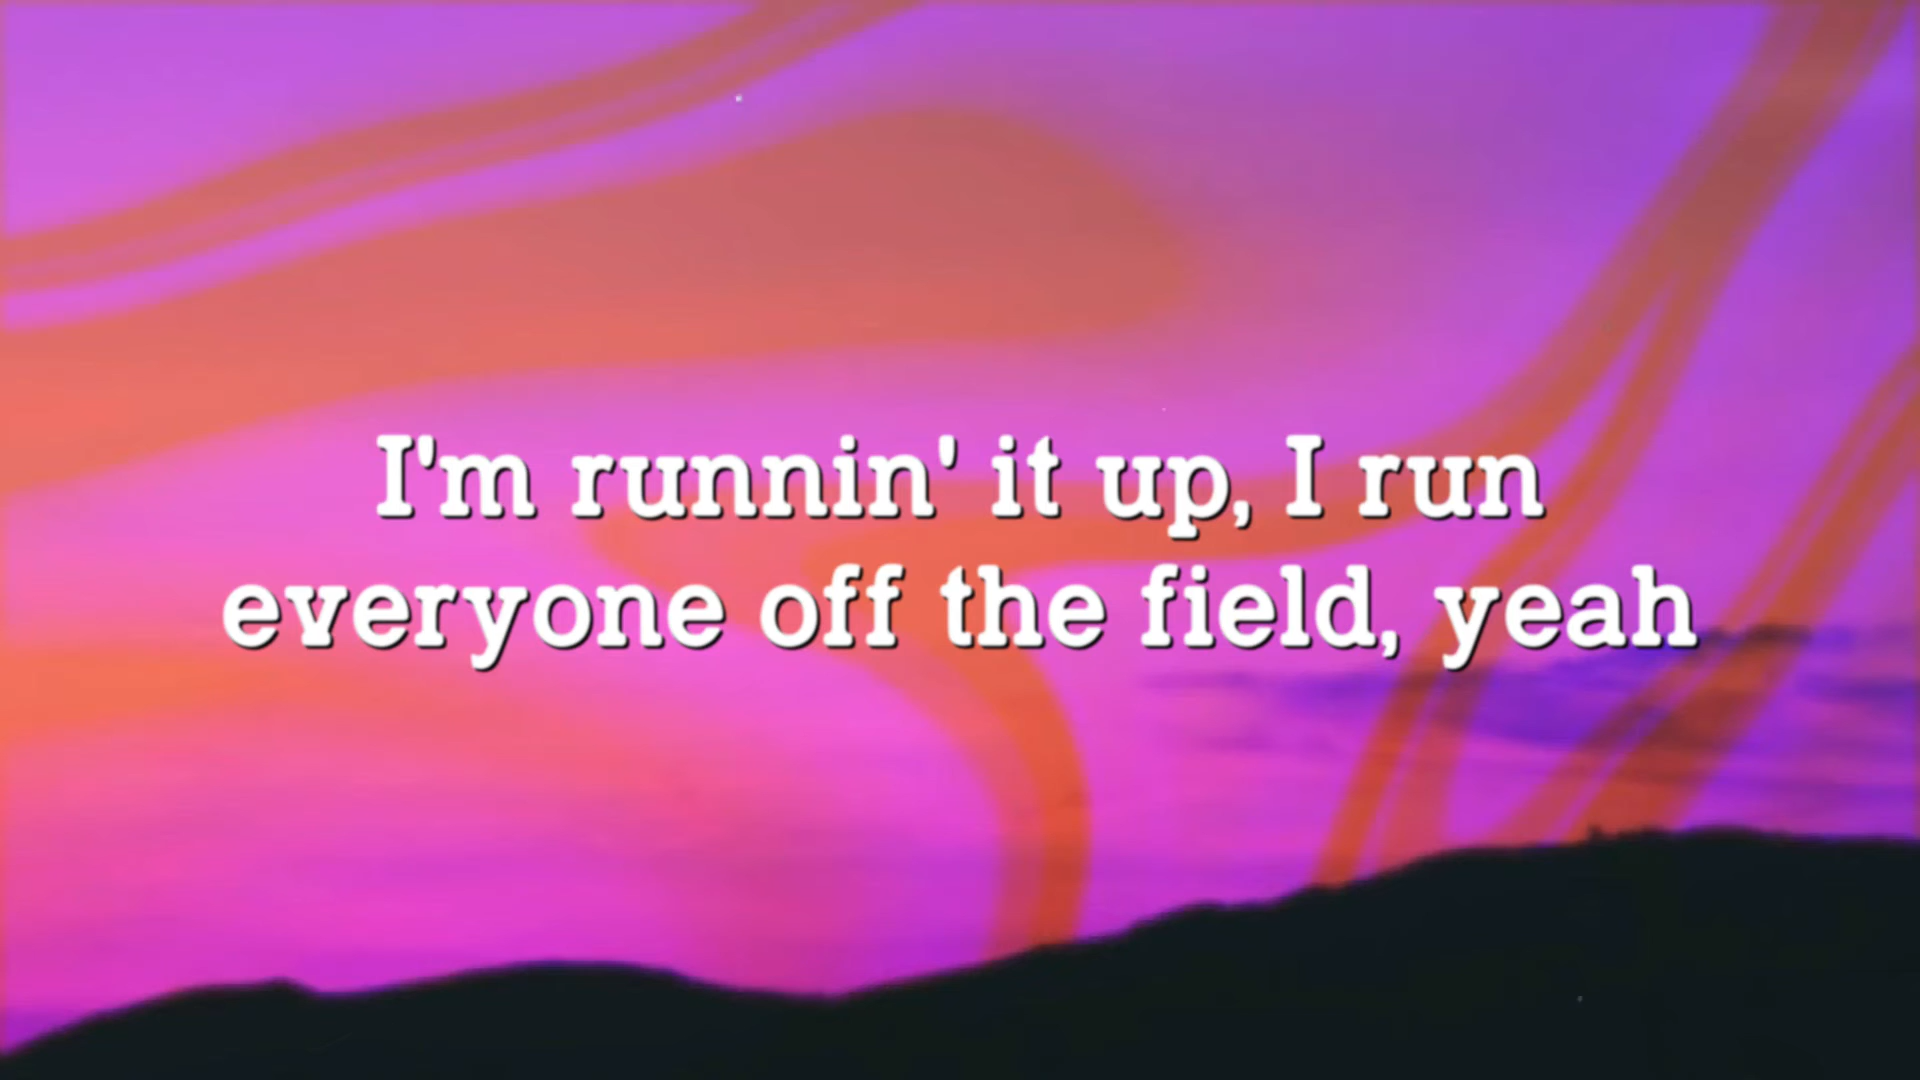 I'm runnin' it up, I run
everyone off the field, yeah